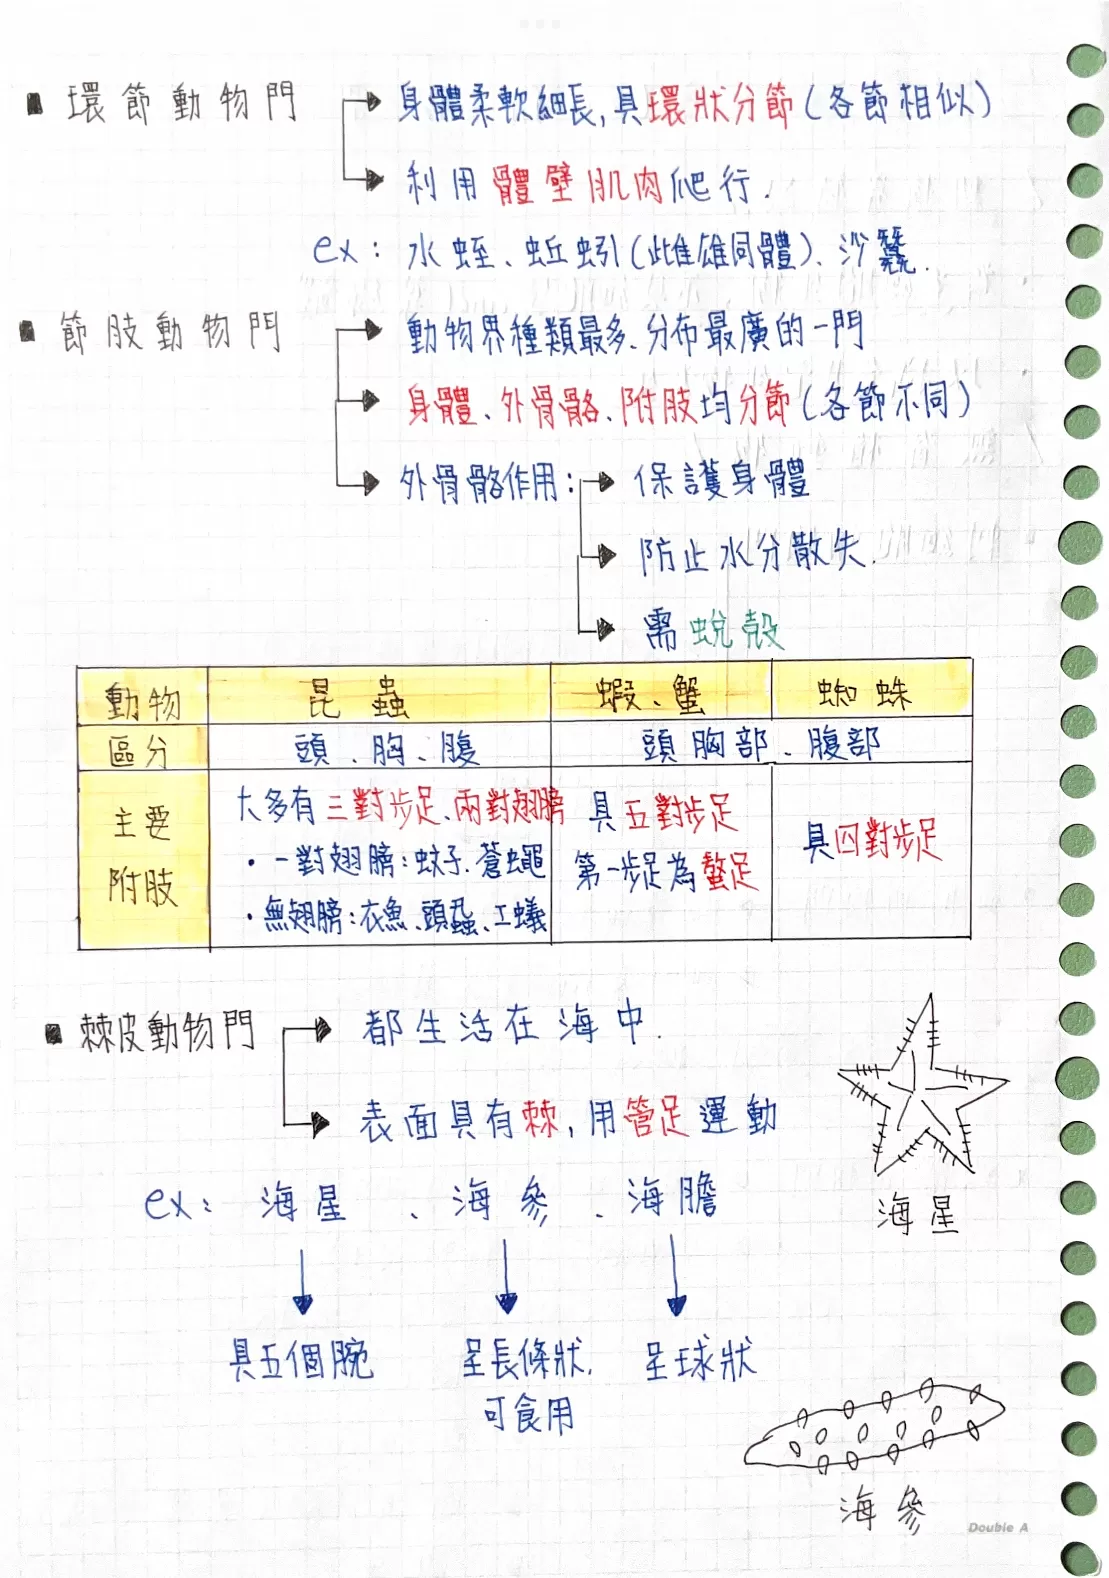 ■ 環節動物門 → 身體柔軟細長,具環狀分節(各節相似)
→ 利用體壁肌肉爬行.
ex: 水蛭、蚯蚓(雌雄同體)、沙蠶.
■ 節肢動物門 → 動物界種類最多、分布最廣的一門
→ 身體、外骨骼、附肢均分節(各節不同)
→ 外骨骼作用: → 保護身體
→ 防止水分散失.
→ 需蛻殼
動物 昆蟲 蝦、蟹 蜘蛛
區分 頭、胸、腹 頭胸部、腹部
主要附肢 大多有三對步足、兩對翅膀 具五對步足 具四對步足
・一對翅膀:蚊子、蒼蠅 第一步足為螯足
・無翅膀:衣魚、頭蝨、工蟻
■ 棘皮動物門 → 都生活在海中.
→ 表面具有棘,用管足運動
ex: 海星、海參、海膽
海星
具五個腕 呈長條狀, 呈球狀
可食用
海參
Double A